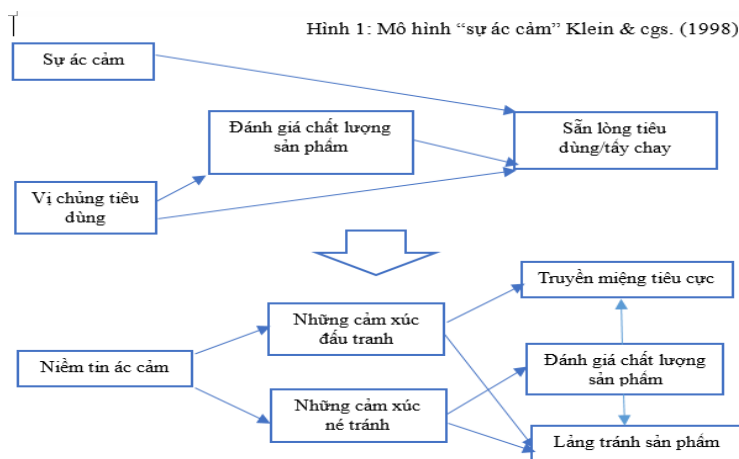 Hình 1: Mô hình “sự ác cảm” Klein & cgs. (1998)
Sự ác cảm
Đánh giá chất lượng
sản phẩm
Sẵn lòng tiêu
dùng/tẩy chay
Vị chủng tiêu
dùng
Truyền miệng tiêu cực
Những cảm xúc
đấu tranh
Niềm tin ác cảm
Đánh giá chất lượng
sản phẩm
Những cảm xúc
né tránh
Lảng tránh sản phẩm